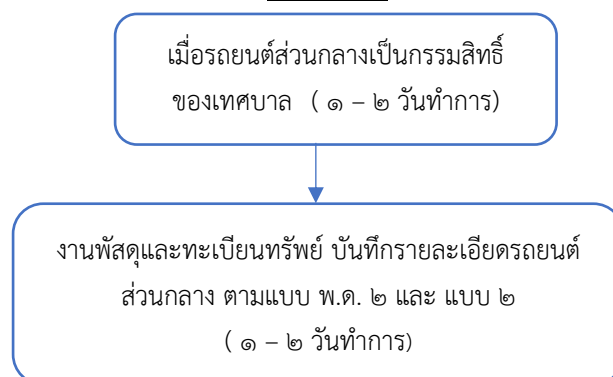 เมื่อรถยนต์ส่วนกลางเป็นกรรมสิทธิ์
ของเทศบาล ( ๑ – ๒ วันทำการ)
งานพัสดุและทะเบียนทรัพย์ บันทึกรายละเอียดรถยนต์
ส่วนกลาง ตามแบบ พ.ด. ๒ และ แบบ ๒
( ๑ – ๒ วันทำการ)